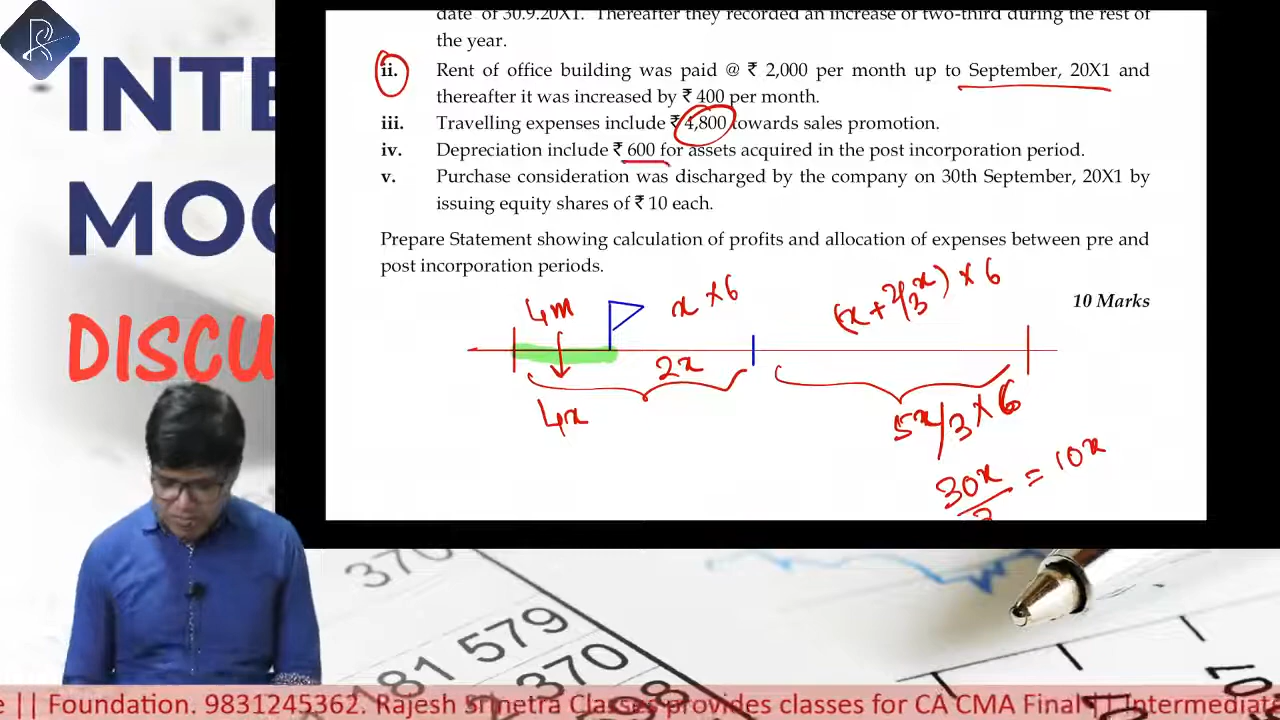 INTE
MOC
DISCU
date of 30.9.20X1. Thereafter they recorded an increase of two-third during the rest of
the year.
ii. Rent of office building was paid @ ₹ 2,000 per month up to September, 20X1 and
thereafter it was increased by ₹ 400 per month.
iii. Travelling expenses include ₹ 4,800 towards sales promotion.
iv. Depreciation include ₹ 600 for assets acquired in the post incorporation period.
v. Purchase consideration was discharged by the company on 30th September, 20X1 by
issuing equity shares of ₹ 10 each.
Prepare Statement showing calculation of profits and allocation of expenses between pre and
post incorporation periods.
10 Marks
4m
x × 6
(x + 2/3 x) × 6
2x
4x
5x/3 × 6
30x/3 = 10x
370
181 579
370
e || Foundation. 9831245362. Rajesh Srinetra Classes provides classes for CA CMA Final || Intermediate